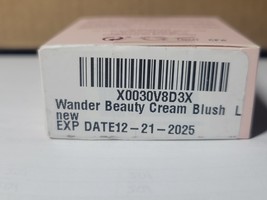 X0030V8D3X
Wander Beauty Cream Blush L
new
EXP DATE12-21-2025